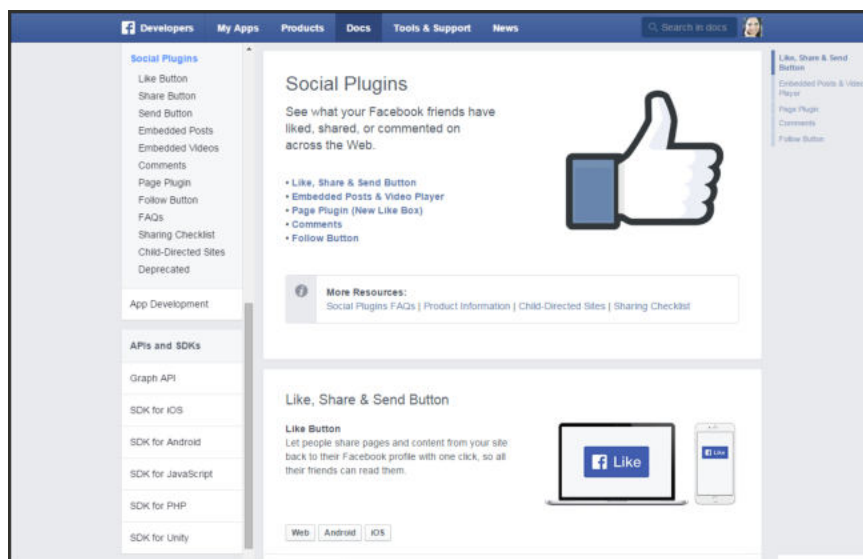 Developers My Apps Products Docs Tools & Support News Search in docs
Social Plugins
Like Button
Share Button
Send Button
Embedded Posts
Embedded Videos
Comments
Page Plugin
Follow Button
FAQs
Sharing Checklist
Child-Directed Sites
Deprecated
App Development
APIs and SDKs
Graph API
SDK for iOS
SDK for Android
SDK for JavaScript
SDK for PHP
SDK for Unity
Social Plugins
See what your Facebook friends have
liked, shared, or commented on
across the Web.
• Like, Share & Send Button
• Embedded Posts & Video Player
• Page Plugin (New Like Box)
• Comments
• Follow Button
More Resources:
Social Plugins FAQs | Product Information | Child-Directed Sites | Sharing Checklist
Like, Share & Send Button
Like Button
Let people share pages and content from your site
back to their Facebook profile with one click, so all
their friends can read them.
Web Android iOS
Like
Like
Like, Share & Send
Button
Embedded Posts & Video
Player
Page Plugin
Comments
Follow Button